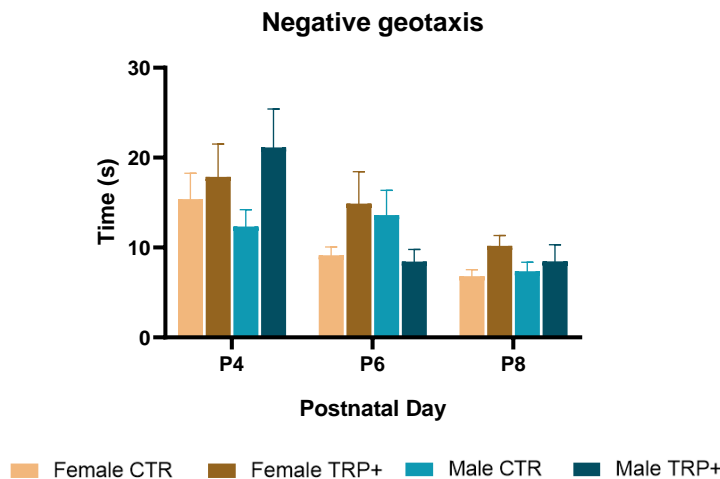 Negative geotaxis
30
20
10
0
Time (s)
P4 P6 P8
Postnatal Day
Female CTR Female TRP+ Male CTR Male TRP+